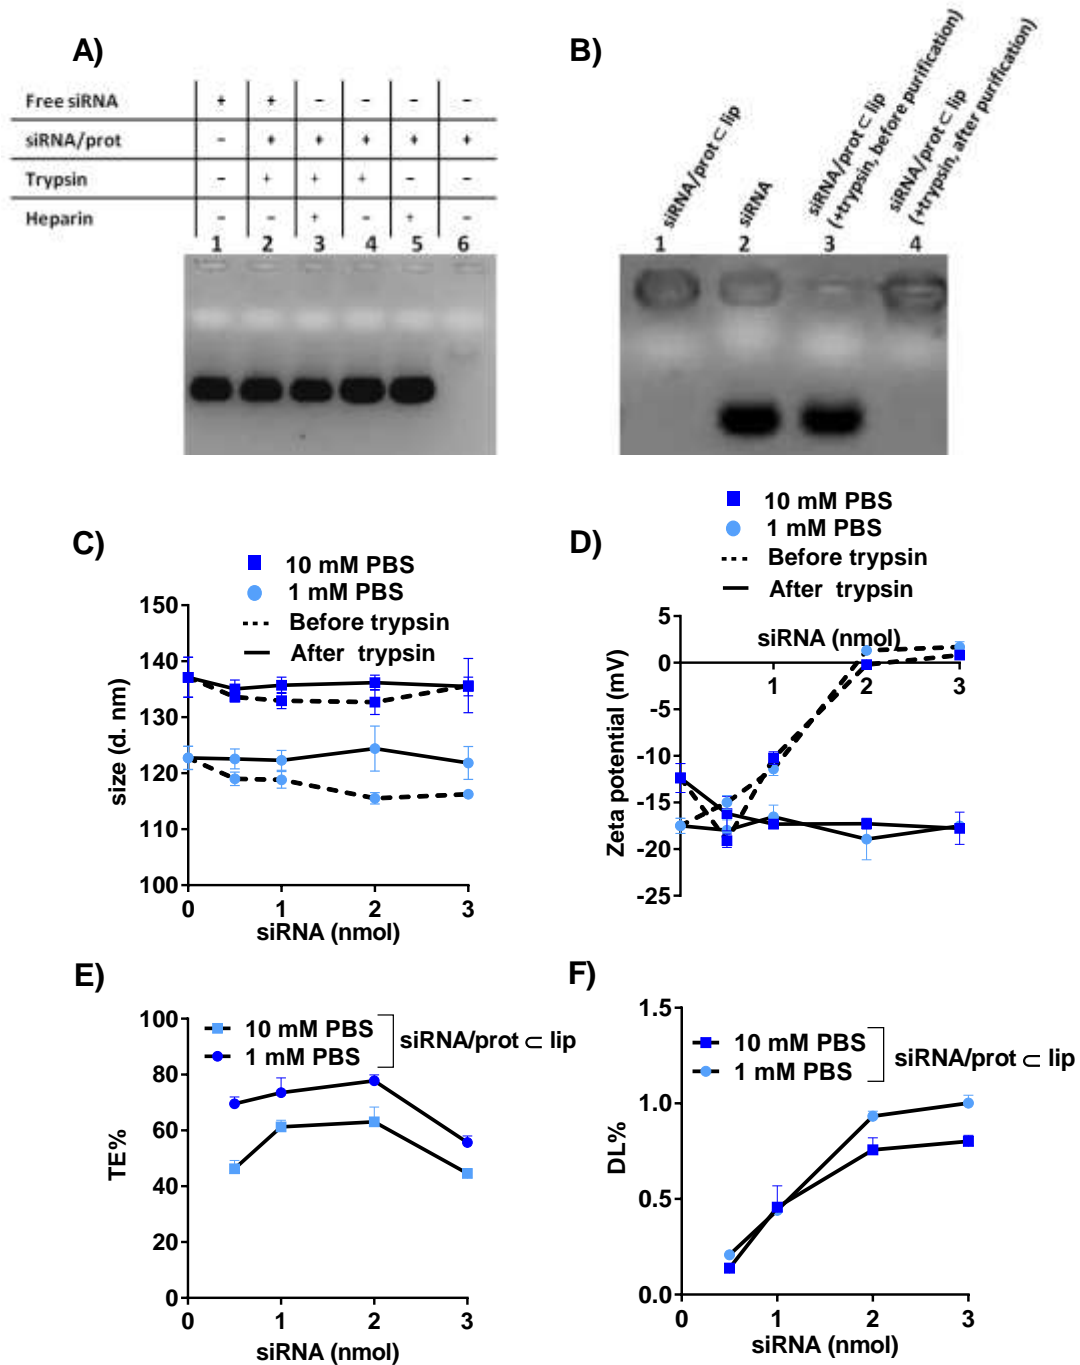 A)
Free siRNA + + - - - -
siRNA/prot - + + + + +
Trypsin - + + + - -
Heparin - - + - + -
1 2 3 4 5 6
B)
siRNA/prot ⊂ lip
siRNA
siRNA/prot ⊂ lip
(+trypsin, before purification)
siRNA/prot ⊂ lip
(+trypsin, after purification)
1 2 3 4
C)
10 mM PBS
1 mM PBS
Before trypsin
After trypsin
150
140
130
120
110
100
size (d. nm)
0 1 2 3
siRNA (nmol)
D)
10 mM PBS
1 mM PBS
Before trypsin
After trypsin
siRNA (nmol)
5
0
-5
-10
-15
-20
-25
Zeta potential (mV)
1 2 3
E)
10 mM PBS
1 mM PBS
siRNA/prot ⊂ lip
100
80
60
40
20
0
TE%
0 1 2 3
siRNA (nmol)
F)
10 mM PBS
1 mM PBS
siRNA/prot ⊂ lip
1.5
1.0
0.5
0.0
DL%
0 1 2 3
siRNA (nmol)